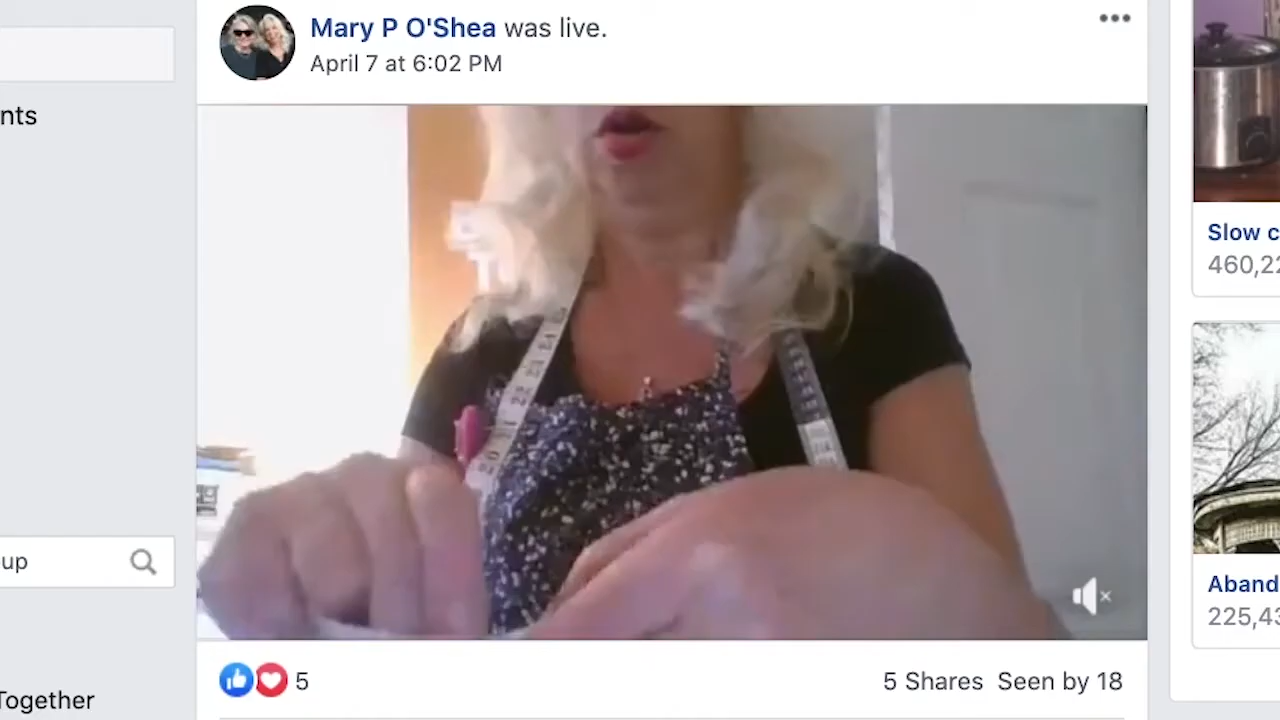 nts
up
Together
Mary P O'Shea was live.
April 7 at 6:02 PM
5
5 Shares Seen by 18
Slow c
460,22
Aband
225,43